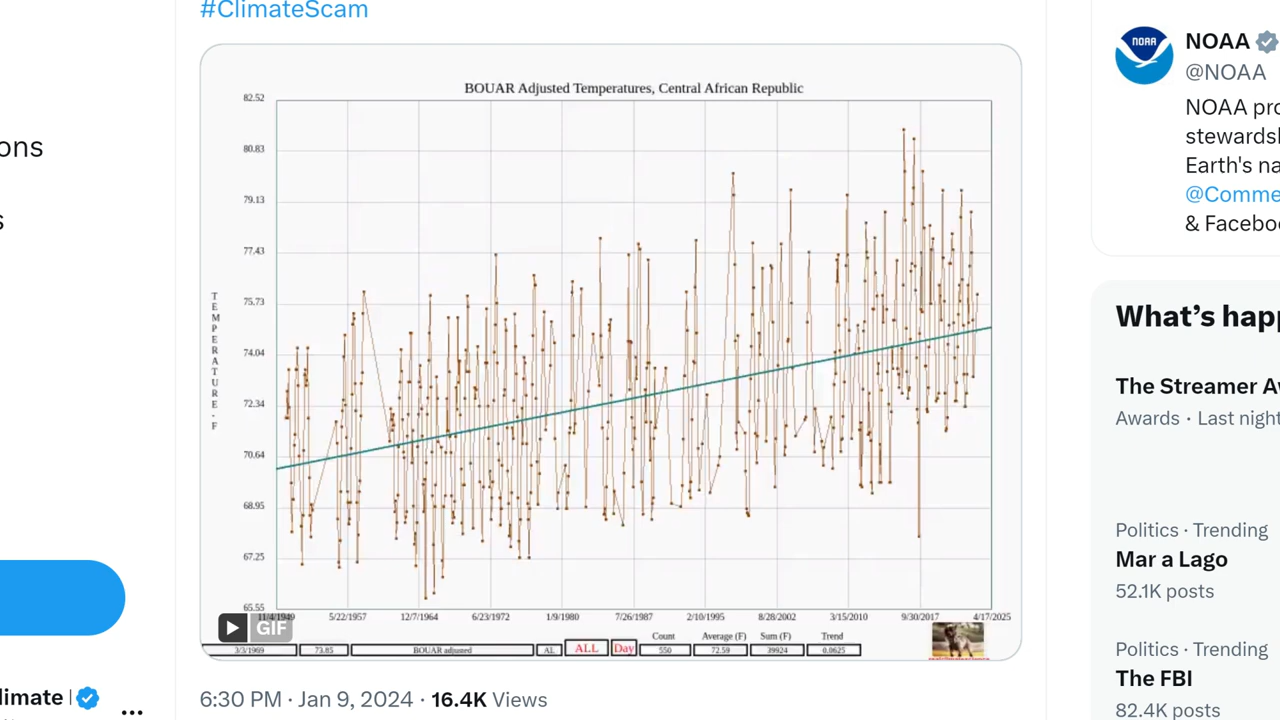 #ClimateScam
BOUAR Adjusted Temperatures, Central African Republic
82.52
80.83
79.13
77.43
75.73
74.04
72.34
70.64
68.95
67.25
65.55
TEMPERATURE.F
11/4/1949 5/22/1957 12/7/1964 6/23/1972 1/9/1980 7/26/1987 2/10/1995 8/28/2002 3/15/2010 9/30/2017 4/17/2025
GIF
Count Average (F) Sum (F) Trend
3/3/1969 73.85 BOUAR adjusted AL ALL Day 550 72.59 39924 0.0625
6:30 PM · Jan 9, 2024 · 16.4K Views
ons
s
limate |
NOAA
@NOAA
NOAA pro
stewardsh
Earth's na
@Comme
& Faceboo
What's happ
The Streamer Aw
Awards · Last night
Politics · Trending
Mar a Lago
52.1K posts
Politics · Trending
The FBI
82.4K posts